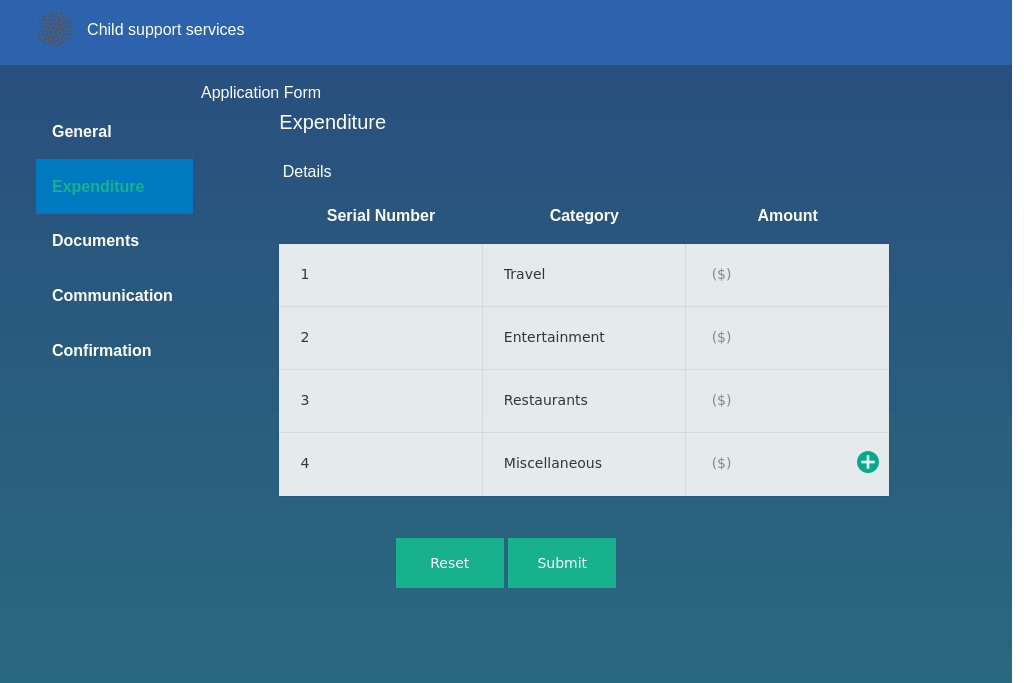 Child support services
Application Form
General
Expenditure
Documents
Communication
Confirmation
Expenditure
Details
Serial Number Category Amount
1 Travel ($)
2 Entertainment ($)
3 Restaurants ($)
4 Miscellaneous ($)
Reset Submit